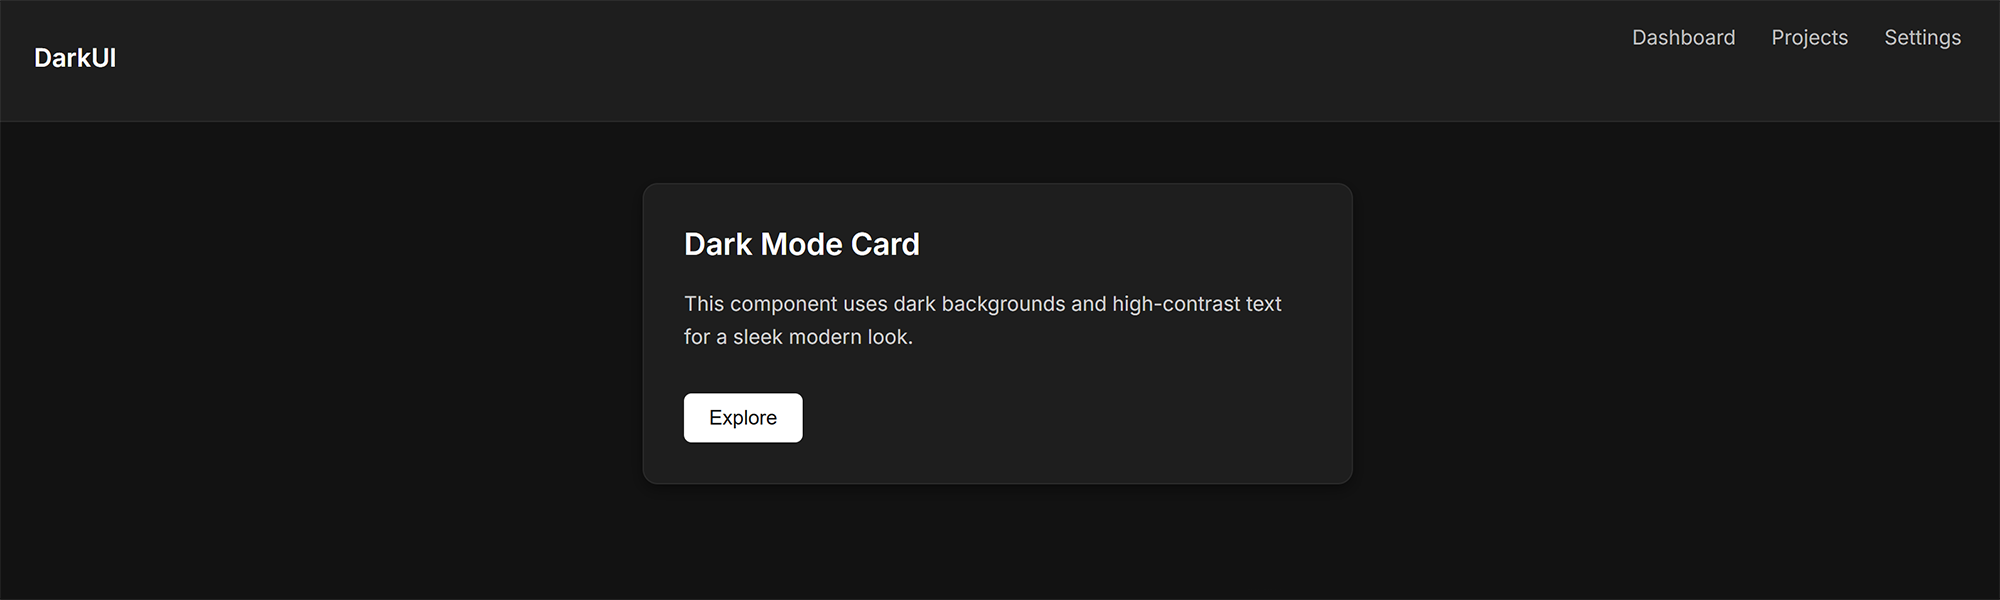 DarkUI
Dashboard Projects Settings
Dark Mode Card
This component uses dark backgrounds and high-contrast text
for a sleek modern look.
Explore